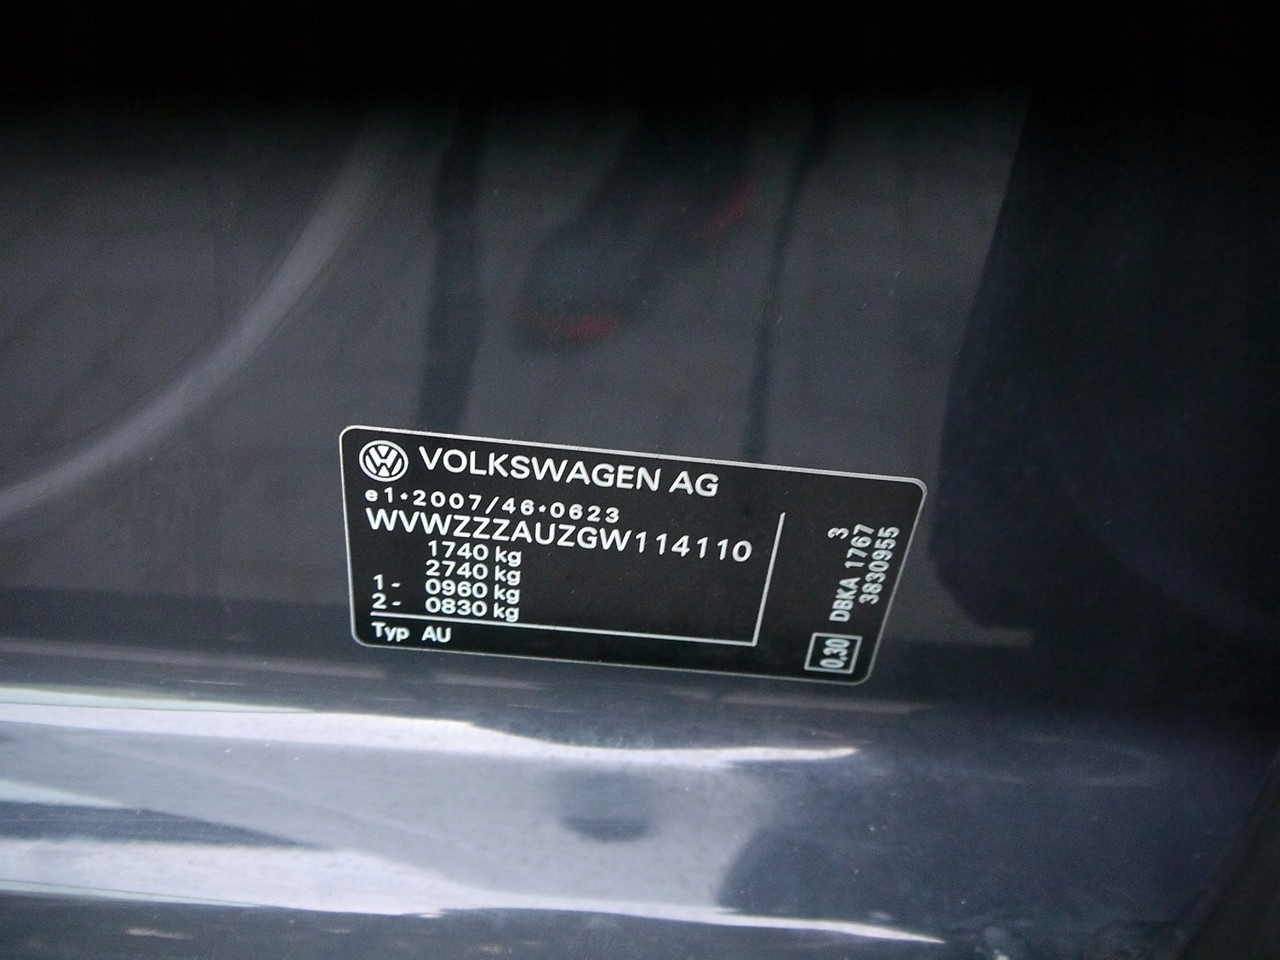 VOLKSWAGEN AG
e1*2007/46*0623
WVWZZZAUZGW114110
1740 kg
2740 kg
1 - 0960 kg
2 - 0830 kg
Typ AU
3
DBKA 1767
3830955
0.30